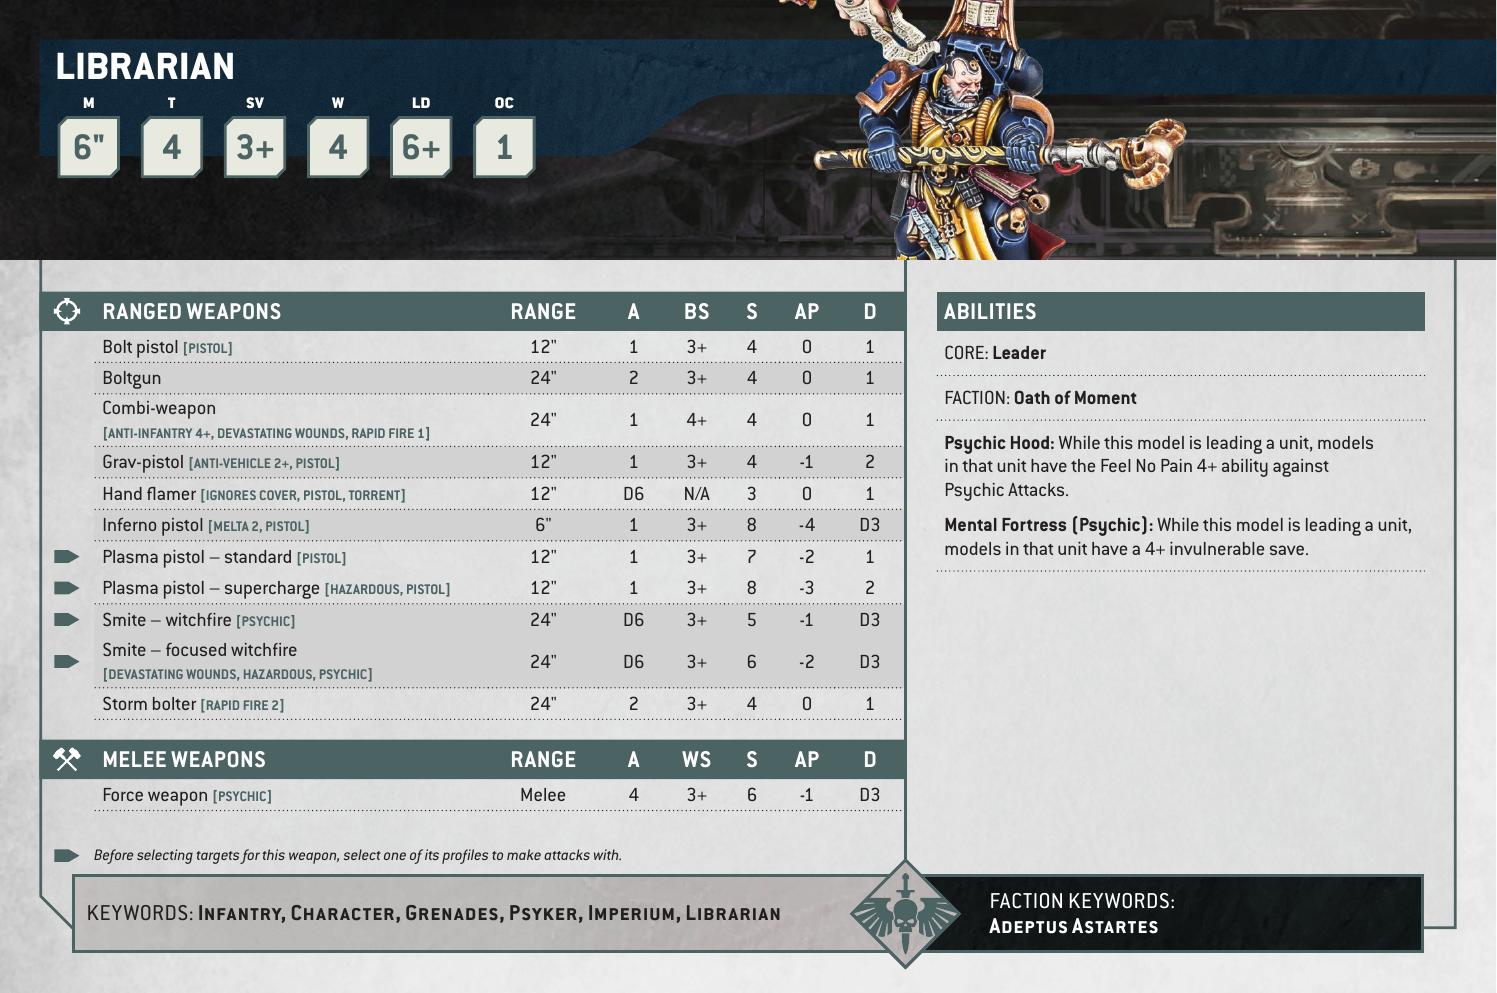 LIBRARIAN
M T SV W LD OC
6" 4 3+ 4 6+ 1
RANGED WEAPONS RANGE A BS S AP D
Bolt pistol [PISTOL] 12" 1 3+ 4 0 1
Boltgun 24" 2 3+ 4 0 1
Combi-weapon
[ANTI-INFANTRY 4+, DEVASTATING WOUNDS, RAPID FIRE 1] 24" 1 4+ 4 0 1
Grav-pistol [ANTI-VEHICLE 2+, PISTOL] 12" 1 3+ 4 -1 2
Hand flamer [IGNORES COVER, PISTOL, TORRENT] 12" D6 N/A 3 0 1
Inferno pistol [MELTA 2, PISTOL] 6" 1 3+ 8 -4 D3
Plasma pistol – standard [PISTOL] 12" 1 3+ 7 -2 1
Plasma pistol – supercharge [HAZARDOUS, PISTOL] 12" 1 3+ 8 -3 2
Smite – witchfire [PSYCHIC] 24" D6 3+ 5 -1 D3
Smite – focused witchfire
[DEVASTATING WOUNDS, HAZARDOUS, PSYCHIC] 24" D6 3+ 6 -2 D3
Storm bolter [RAPID FIRE 2] 24" 2 3+ 4 0 1
MELEE WEAPONS RANGE A WS S AP D
Force weapon [PSYCHIC] Melee 4 3+ 6 -1 D3
Before selecting targets for this weapon, select one of its profiles to make attacks with.
ABILITIES
CORE: Leader
FACTION: Oath of Moment
Psychic Hood: While this model is leading a unit, models
in that unit have the Feel No Pain 4+ ability against
Psychic Attacks.
Mental Fortress (Psychic): While this model is leading a unit,
models in that unit have a 4+ invulnerable save.
KEYWORDS: INFANTRY, CHARACTER, GRENADES, PSYKER, IMPERIUM, LIBRARIAN
FACTION KEYWORDS:
ADEPTUS ASTARTES